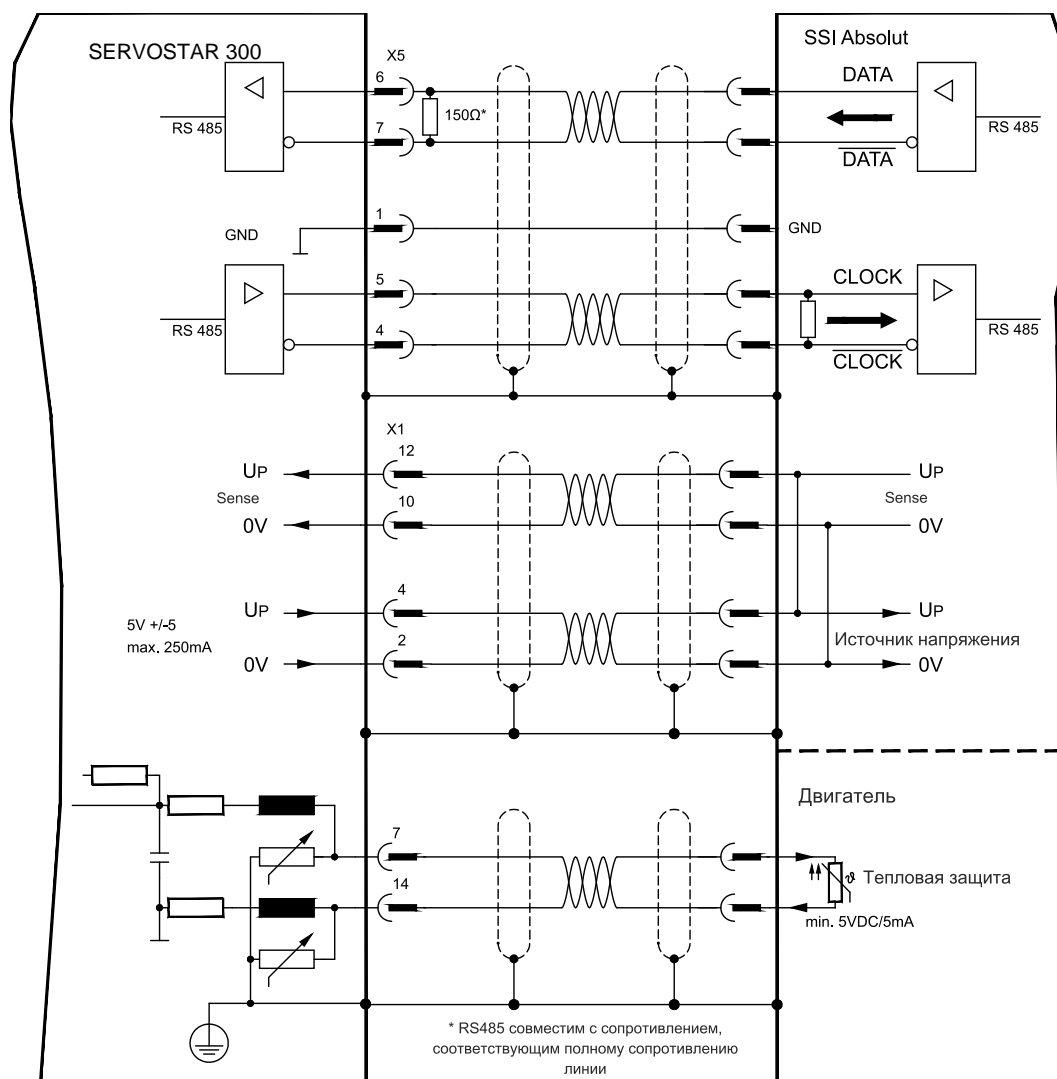 SERVOSTAR 300
X5
SSI Absolut
6
DATA
150Ω*
RS 485
7
RS 485
DATA
1
GND
GND
5
CLOCK
RS 485
4
RS 485
CLOCK
X1
12
UP
UP
Sense
10
Sense
0V
0V
4
UP
UP
5V +/-5
max. 250mA
2
Источник напряжения
0V
0V
Двигатель
7
14
ϑ Тепловая защита
min. 5VDC/5mA
* RS485 совместим с сопротивлением,
соответствующим полному сопротивлению
линии